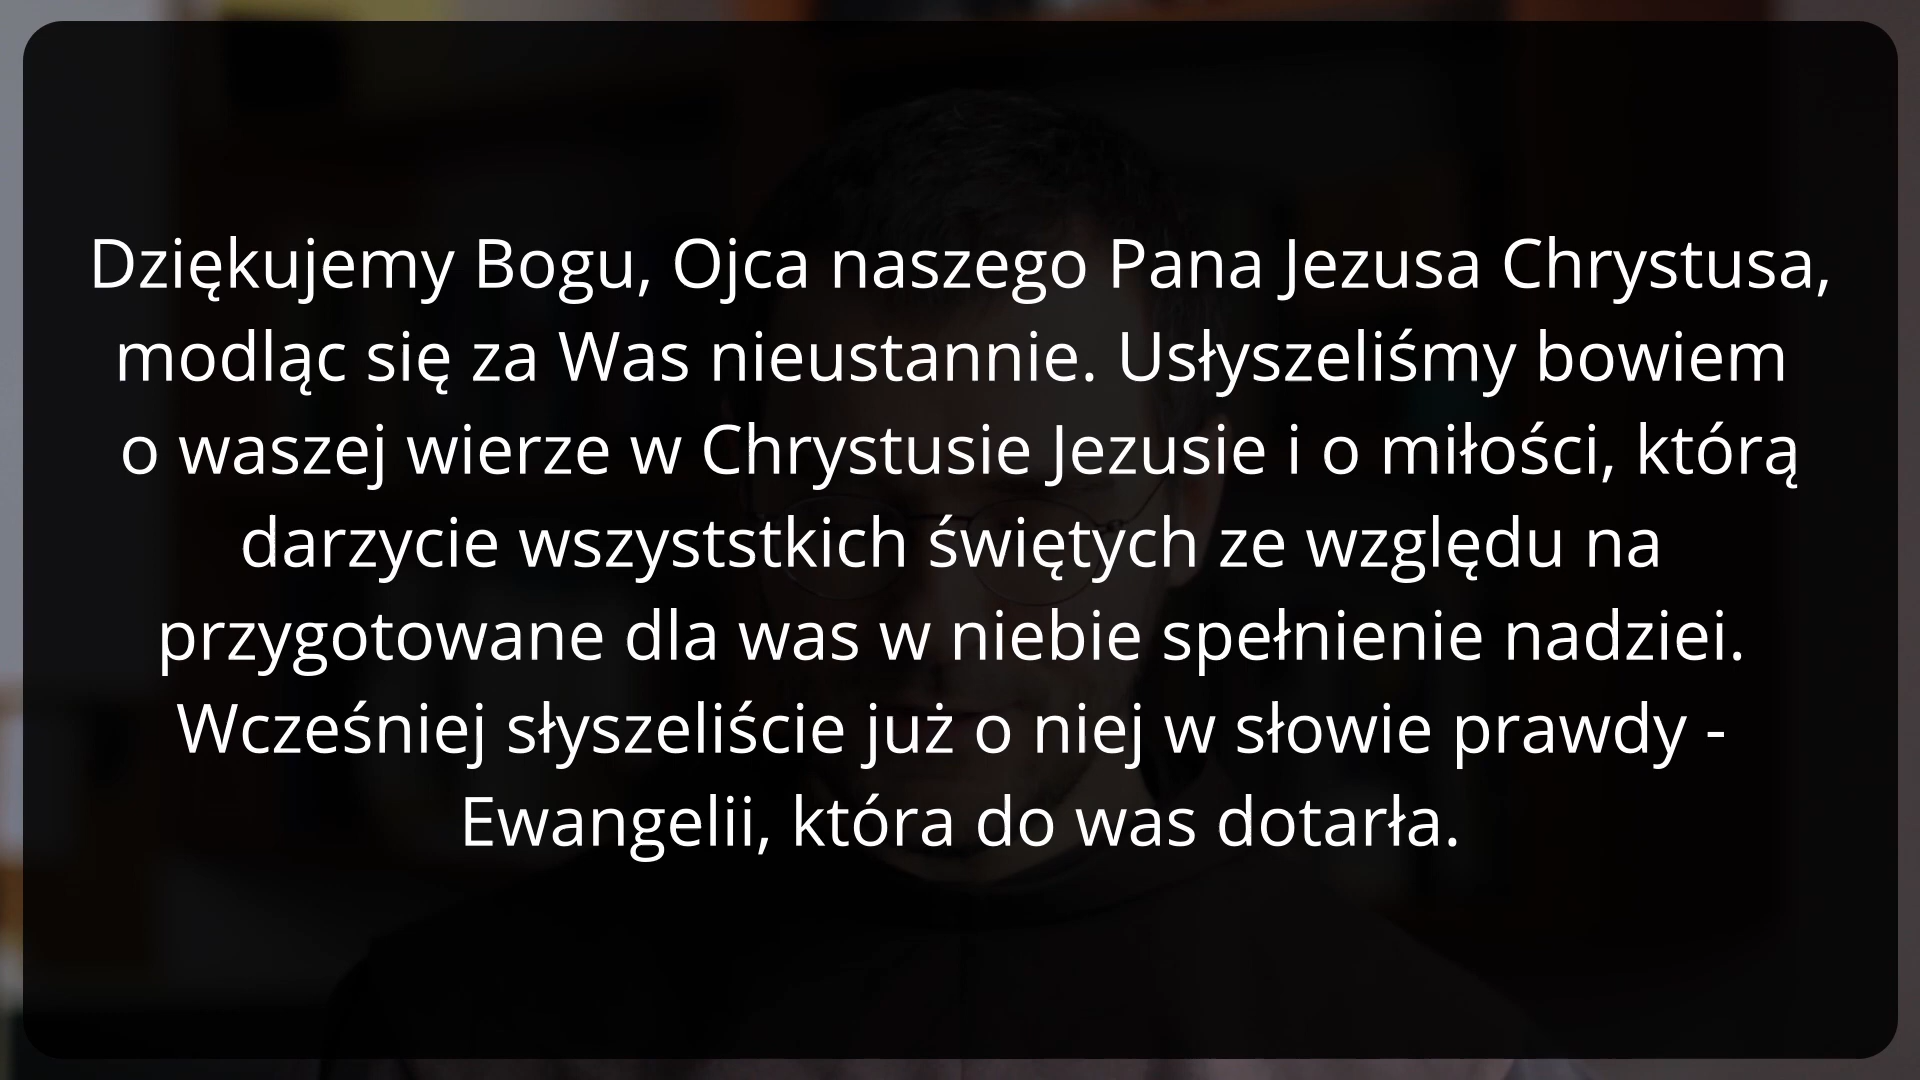 Dziękujemy Bogu, Ojca naszego Pana Jezusa Chrystusa,
modląc się za Was nieustannie. Usłyszeliśmy bowiem
o waszej wierze w Chrystusie Jezusie i o miłości, którą
darzycie wszyststkich świętych ze względu na
przygotowane dla was w niebie spełnienie nadziei.
Wcześniej słyszeliście już o niej w słowie prawdy -
Ewangelii, która do was dotarła.